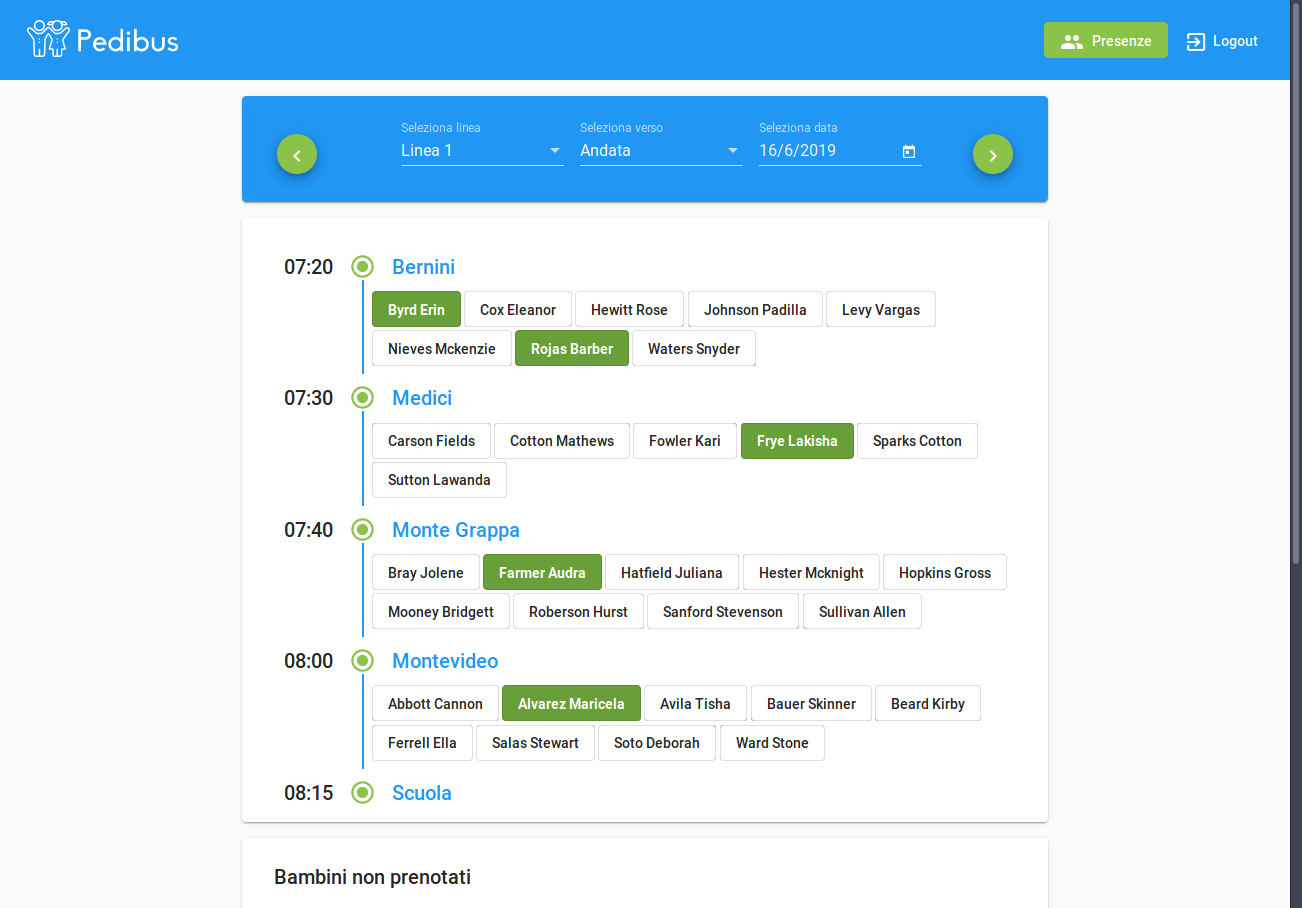 Pedibus
Presenze
Logout
Seleziona linea
Seleziona verso
Seleziona data
Linea 1
Andata
16/6/2019
07:20 Bernini
Byrd Erin Cox Eleanor Hewitt Rose Johnson Padilla Levy Vargas
Nieves Mckenzie Rojas Barber Waters Snyder
07:30 Medici
Carson Fields Cotton Mathews Fowler Kari Frye Lakisha Sparks Cotton
Sutton Lawanda
07:40 Monte Grappa
Bray Jolene Farmer Audra Hatfield Juliana Hester Mcknight Hopkins Gross
Mooney Bridgett Roberson Hurst Sanford Stevenson Sullivan Allen
08:00 Montevideo
Abbott Cannon Alvarez Maricela Avila Tisha Bauer Skinner Beard Kirby
Ferrell Ella Salas Stewart Soto Deborah Ward Stone
08:15 Scuola
Bambini non prenotati